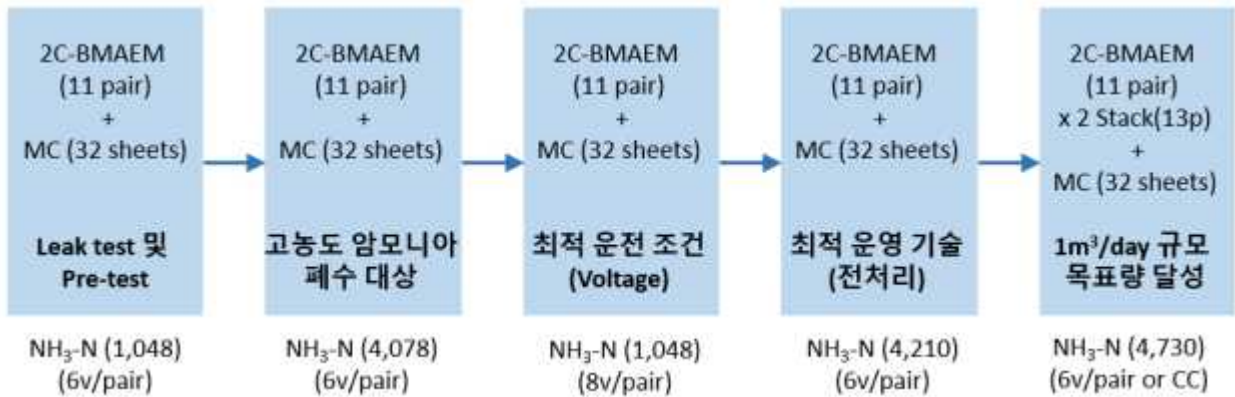 2C-BMAEM
(11 pair)
+
MC (32 sheets)
Leak test 및
Pre-test
NH₃-N (1,048)
(6v/pair)
2C-BMAEM
(11 pair)
+
MC (32 sheets)
고농도 암모니아
폐수 대상
NH₃-N (4,078)
(6v/pair)
2C-BMAEM
(11 pair)
+
MC (32 sheets)
최적 운전 조건
(Voltage)
NH₃-N (1,048)
(8v/pair)
2C-BMAEM
(11 pair)
+
MC (32 sheets)
최적 운영 기술
(전처리)
NH₃-N (4,210)
(6v/pair)
2C-BMAEM
(11 pair)
x 2 Stack(13p)
+
MC (32 sheets)
1m³/day 규모
목표량 달성
NH₃-N (4,730)
(6v/pair or CC)